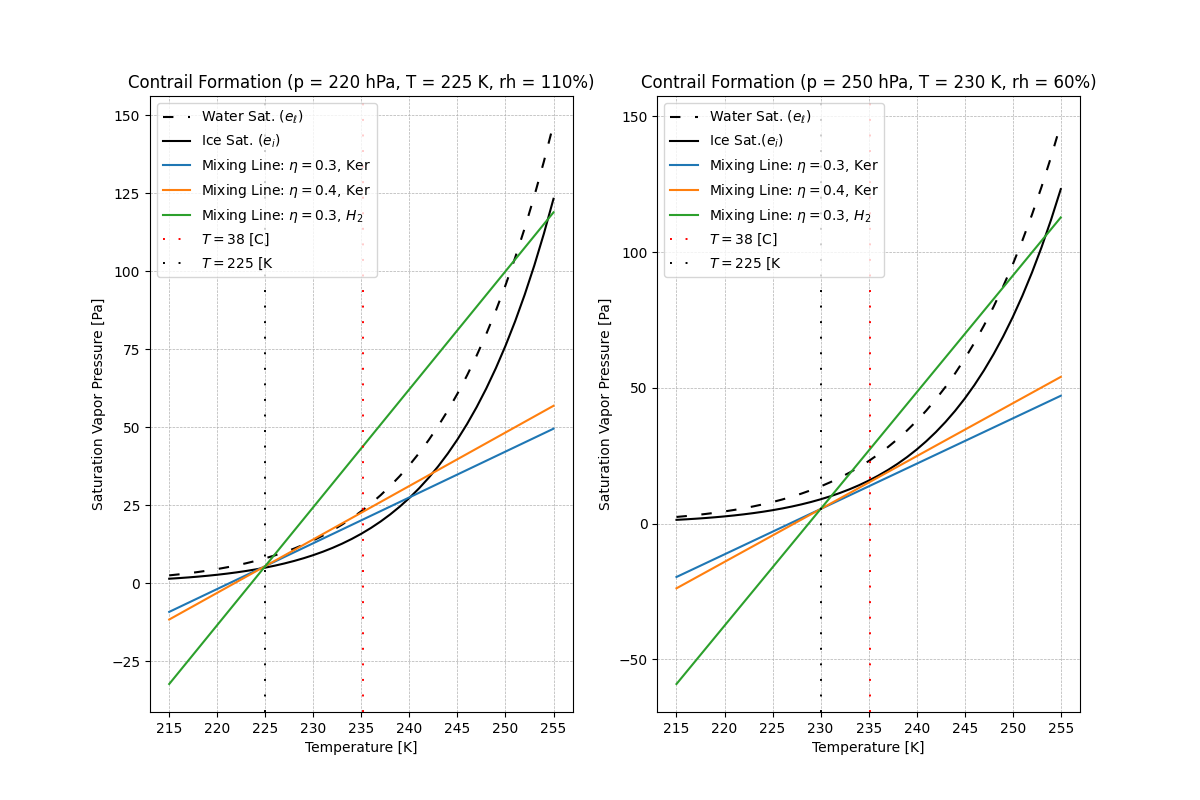 Contrail Formation (p = 220 hPa, T = 225 K, rh = 110%)
150
125
100
75
50
25
0
−25
Saturation Vapor Pressure [Pa]
Water Sat. (eℓ)
Ice Sat. (ei)
Mixing Line: η = 0.3, Ker
Mixing Line: η = 0.4, Ker
Mixing Line: η = 0.3, H2
T = 38 [C]
T = 225 [K
215 220 225 230 235 240 245 250 255
Temperature [K]
Contrail Formation (p = 250 hPa, T = 230 K, rh = 60%)
150
100
50
0
−50
Saturation Vapor Pressure [Pa]
Water Sat. (eℓ)
Ice Sat.(ei)
Mixing Line: η = 0.3, Ker
Mixing Line: η = 0.4, Ker
Mixing Line: η = 0.3, H2
T = 38 [C]
T = 225 [K
215 220 225 230 235 240 245 250 255
Temperature [K]